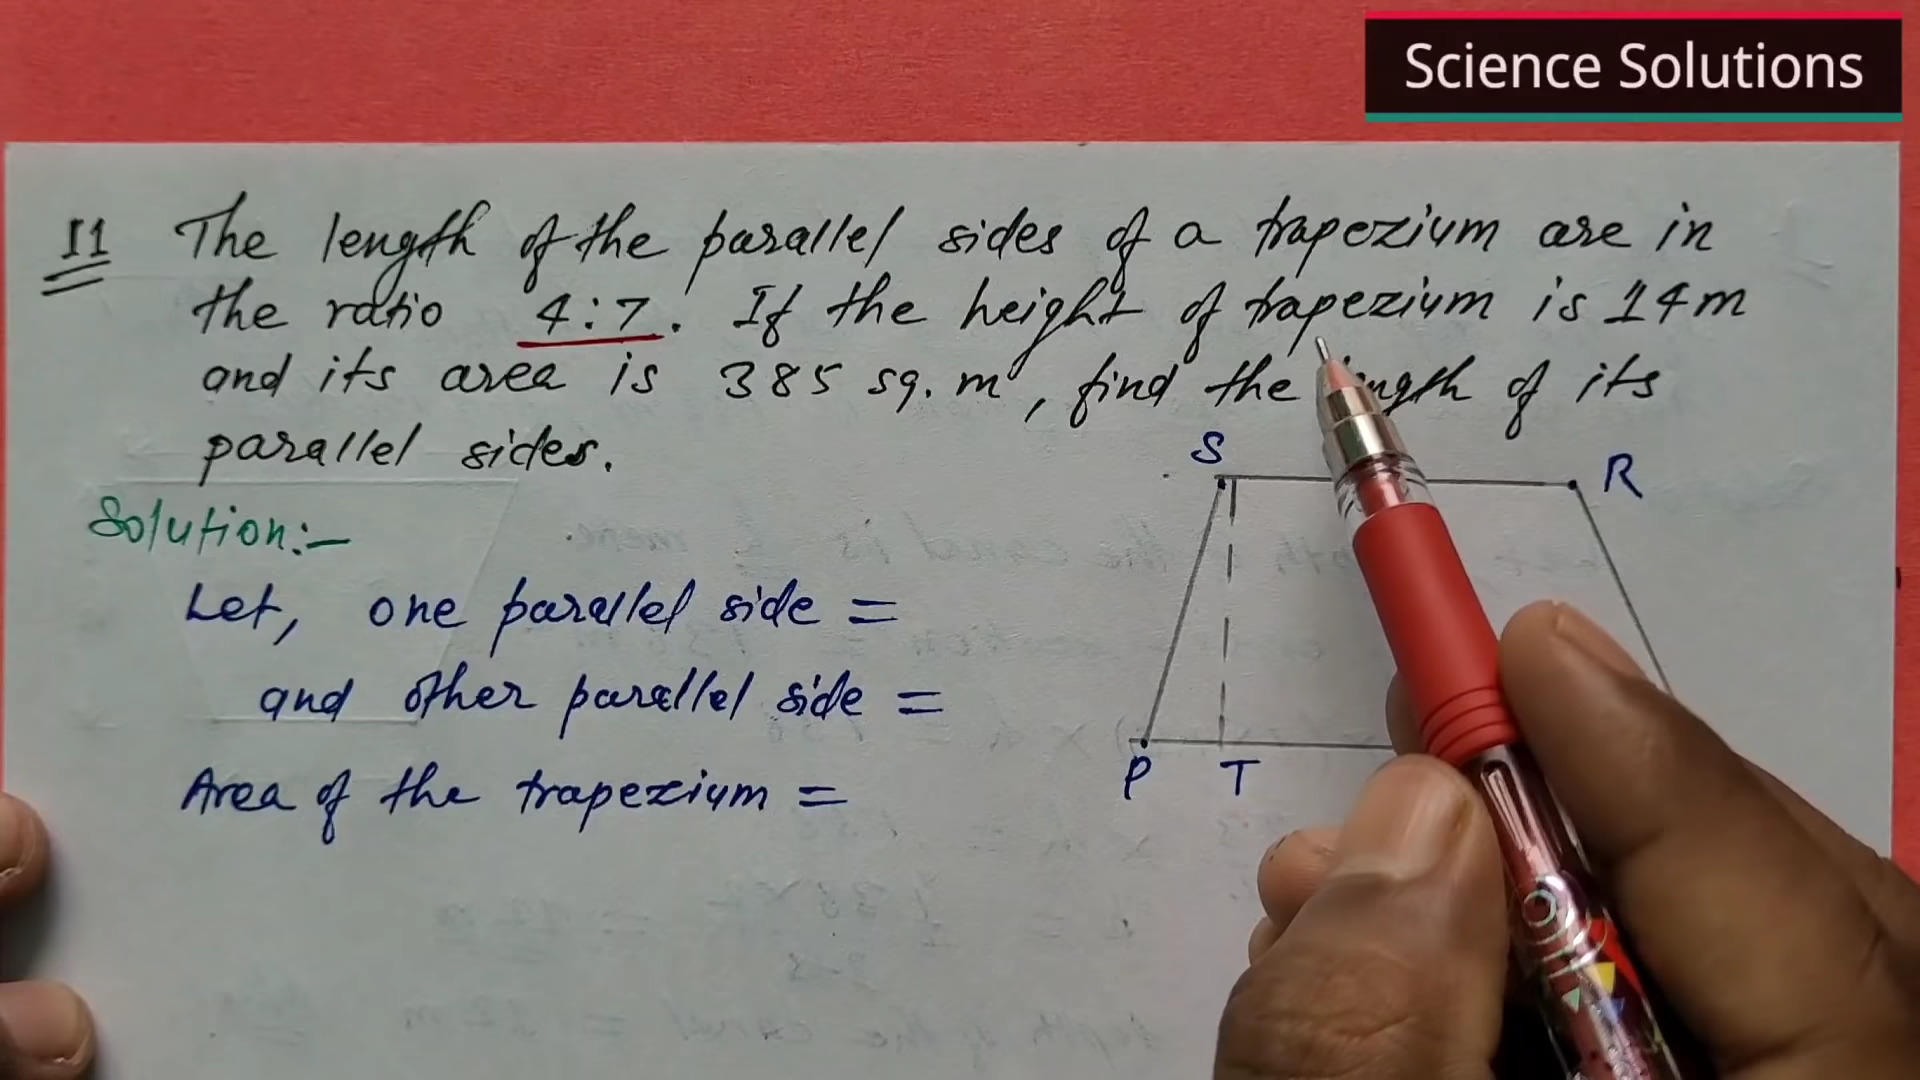 Science Solutions
11 The length of the parallel sides of a trapezium are in
the ratio 4:7. If the height of trapezium is 14m
and its area is 385 sq. m, find the length of its
parallel sides.
S R
Solution:-
Let, one parallel side =
and other parallel side =
P T
Area of the trapezium =